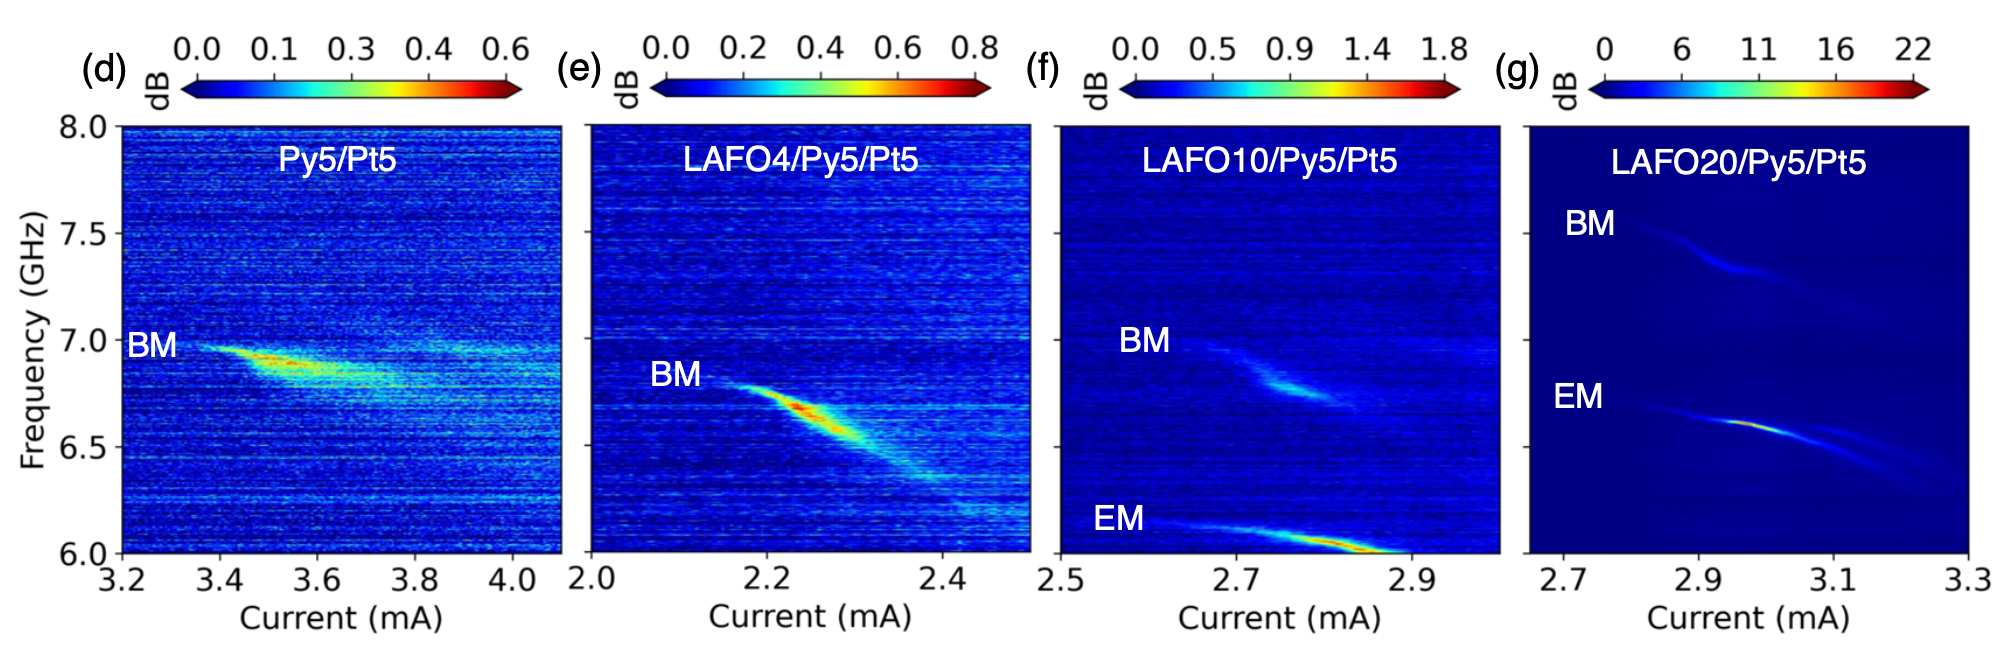 (d) dB 0.0 0.1 0.3 0.4 0.6
(e) dB 0.0 0.2 0.4 0.6 0.8
(f) dB 0.0 0.5 0.9 1.4 1.8
(g) dB 0 6 11 16 22
Frequency (GHz)
8.0
7.5
7.0
6.5
6.0
Py5/Pt5
BM
3.2 3.4 3.6 3.8 4.0
Current (mA)
LAFO4/Py5/Pt5
BM
2.0 2.2 2.4
Current (mA)
LAFO10/Py5/Pt5
BM
EM
2.5 2.7 2.9
Current (mA)
LAFO20/Py5/Pt5
BM
EM
2.7 2.9 3.1 3.3
Current (mA)